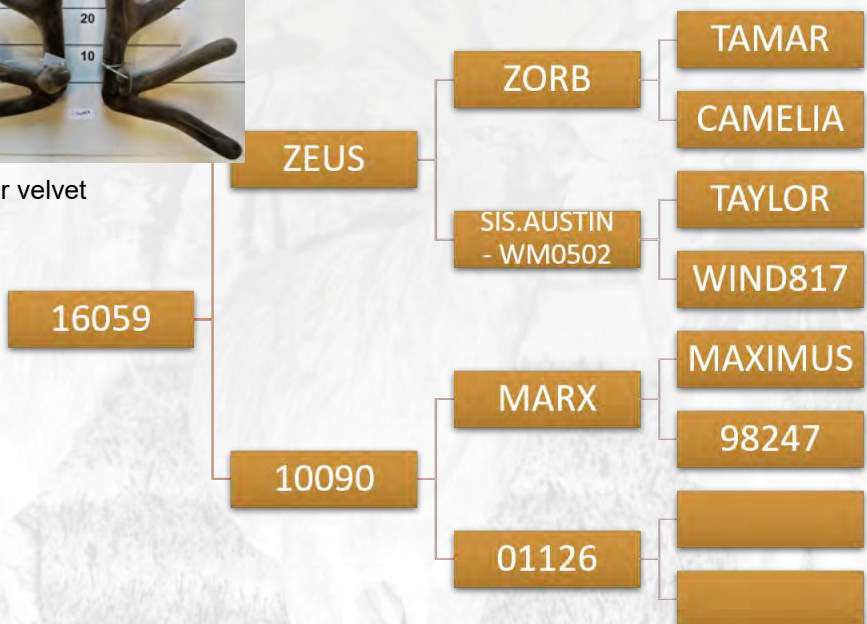 20
10
r velvet
TAMAR
ZORB
CAMELIA
ZEUS
TAYLOR
SIS.AUSTIN
- WM0502
WIND817
16059
MAXIMUS
MARX
98247
10090
01126